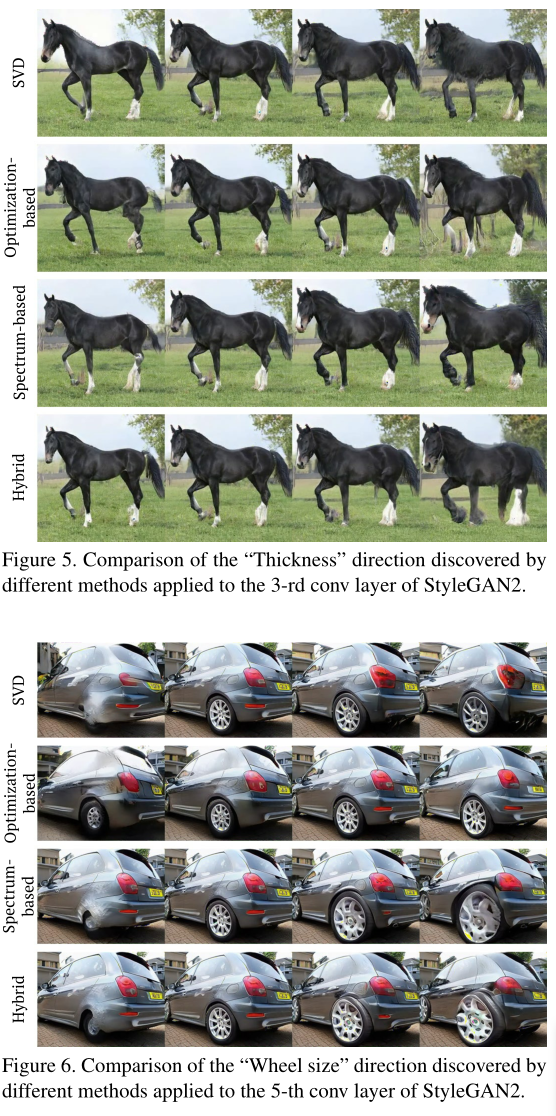 SVD
Optimization-
based
Spectrum-based
Hybrid
Figure 5. Comparison of the “Thickness” direction discovered by
different methods applied to the 3-rd conv layer of StyleGAN2.
SVD
Optimization-
based
Spectrum-
based
Hybrid
Figure 6. Comparison of the “Wheel size” direction discovered by
different methods applied to the 5-th conv layer of StyleGAN2.